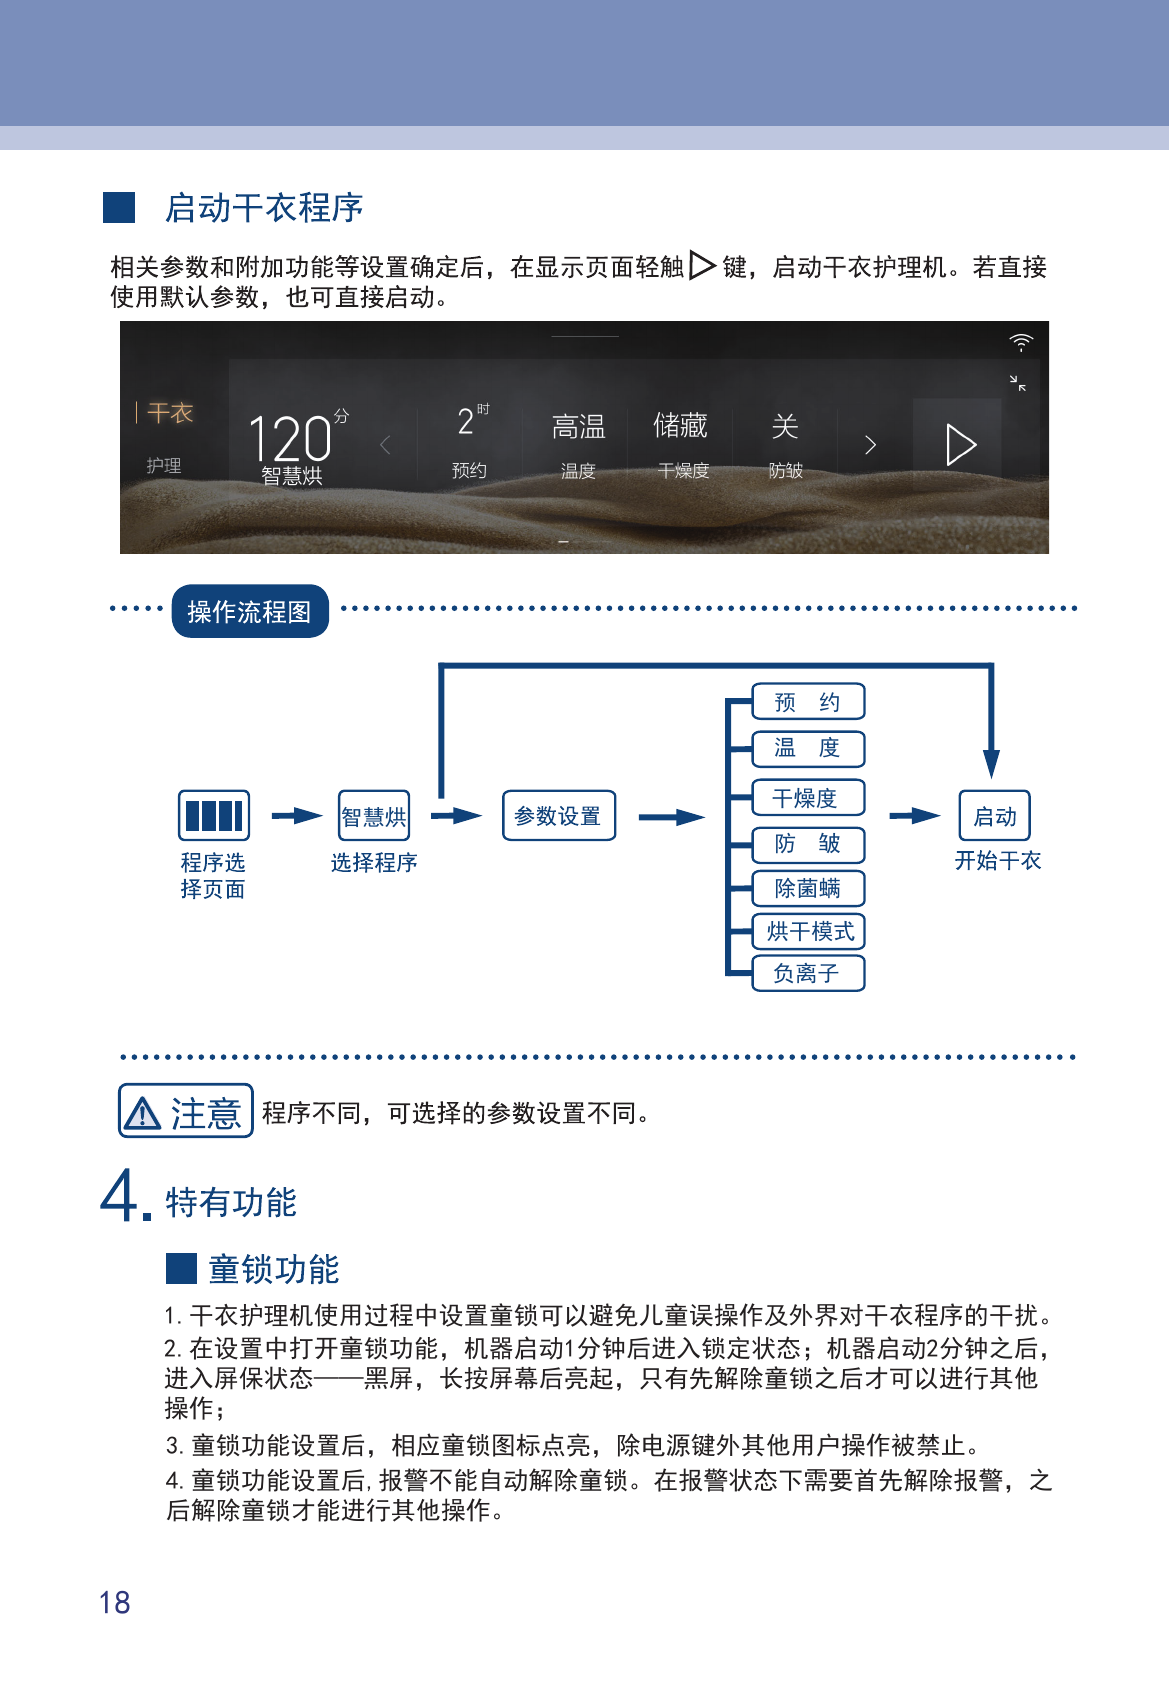 启动干衣程序
相关参数和附加功能等设置确定后，在显示页面轻触▷键，启动干衣护理机。若直接
使用默认参数，也可直接启动。
干衣
护理
120分
智慧烘
2时
预约
高温
温度
储藏
干燥度
关
防皱
操作流程图
程序选
择页面
智慧烘
选择程序
参数设置
预 约
温 度
干燥度
防 皱
除菌螨
烘干模式
负离子
启动
开始干衣
注意 程序不同，可选择的参数设置不同。
4. 特有功能
童锁功能
1. 干衣护理机使用过程中设置童锁可以避免儿童误操作及外界对干衣程序的干扰。
2. 在设置中打开童锁功能，机器启动1分钟后进入锁定状态；机器启动2分钟之后，
进入屏保状态——黑屏，长按屏幕后亮起，只有先解除童锁之后才可以进行其他
操作；
3. 童锁功能设置后，相应童锁图标点亮，除电源键外其他用户操作被禁止。
4. 童锁功能设置后,报警不能自动解除童锁。在报警状态下需要首先解除报警，之
后解除童锁才能进行其他操作。
18